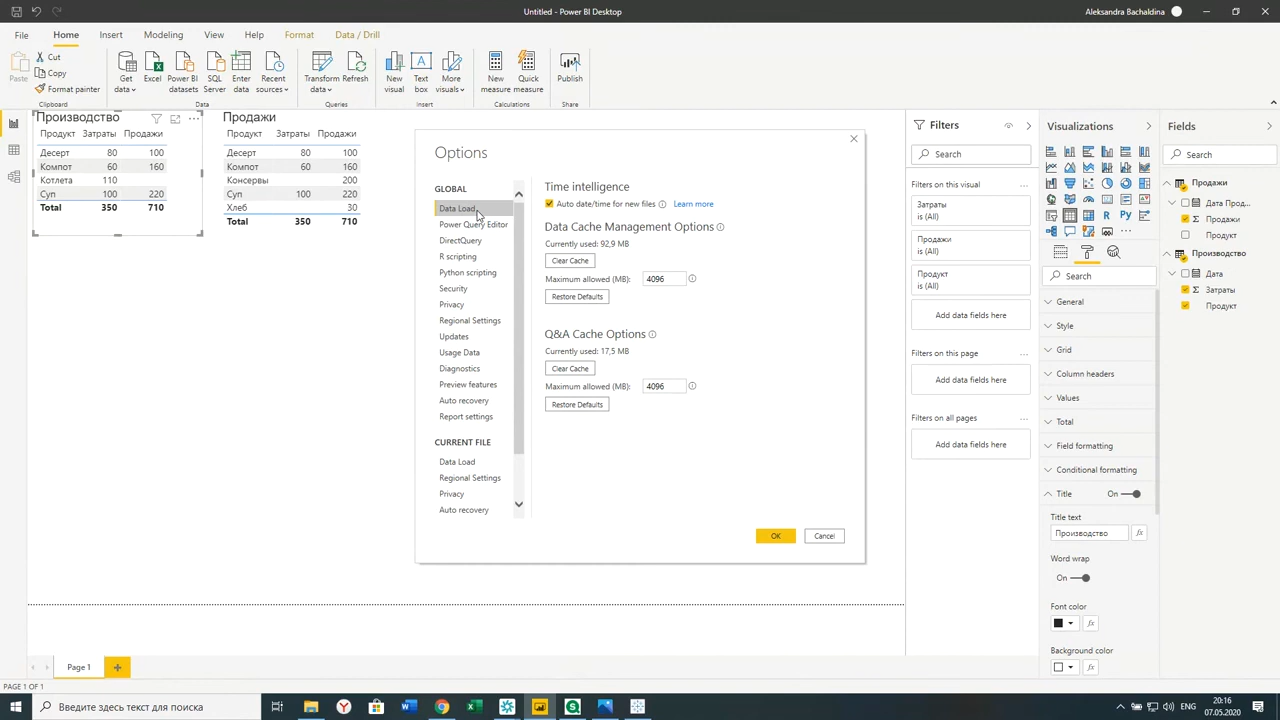 Untitled - Power BI Desktop
Aleksandra Bachaldina
File Home Insert Modeling View Help Format Data / Drill
Paste
Cut
Copy
Format painter
Clipboard
Get data
Excel
Power BI datasets
SQL Server
Enter data
Recent sources
Data
Transform data
Refresh
Queries
New visual
Text box
More visuals
Insert
New measure
Quick measure
Calculations
Publish
Share
Производство
Продукт Затраты Продажи
Десерт 80 100
Компот 60 160
Котлета 110
Суп 100 220
Total 350 710
Продажи
Продукт Затраты Продажи
Десерт 80 100
Компот 60 160
Консервы 200
Суп 100 220
Хлеб 30
Total 350 710
Options
GLOBAL
Data Load
Power Query Editor
DirectQuery
R scripting
Python scripting
Security
Privacy
Regional Settings
Updates
Usage Data
Diagnostics
Preview features
Auto recovery
Report settings
CURRENT FILE
Data Load
Regional Settings
Privacy
Auto recovery
Time intelligence
Auto date/time for new files Learn more
Data Cache Management Options
Currently used: 92,9 MB
Clear Cache
Maximum allowed (MB): 4096
Restore Defaults
Q&A Cache Options
Currently used: 17,5 MB
Clear Cache
Maximum allowed (MB): 4096
Restore Defaults
OK Cancel
Filters
Search
Filters on this visual
Затраты
is (All)
Продажи
is (All)
Продукт
is (All)
Add data fields here
Filters on this page
Add data fields here
Filters on all pages
Add data fields here
Visualizations
Search
General
Style
Grid
Column headers
Values
Total
Field formatting
Conditional formatting
Title On
Title text
Производство
Word wrap
On
Font color
Background color
Fields
Search
Продажи
Дата Прод...
Продажи
Продукт
Производство
Дата
Затраты
Продукт
Page 1
PAGE 1 OF 1
Введите здесь текст для поиска
20:16
07.05.2020